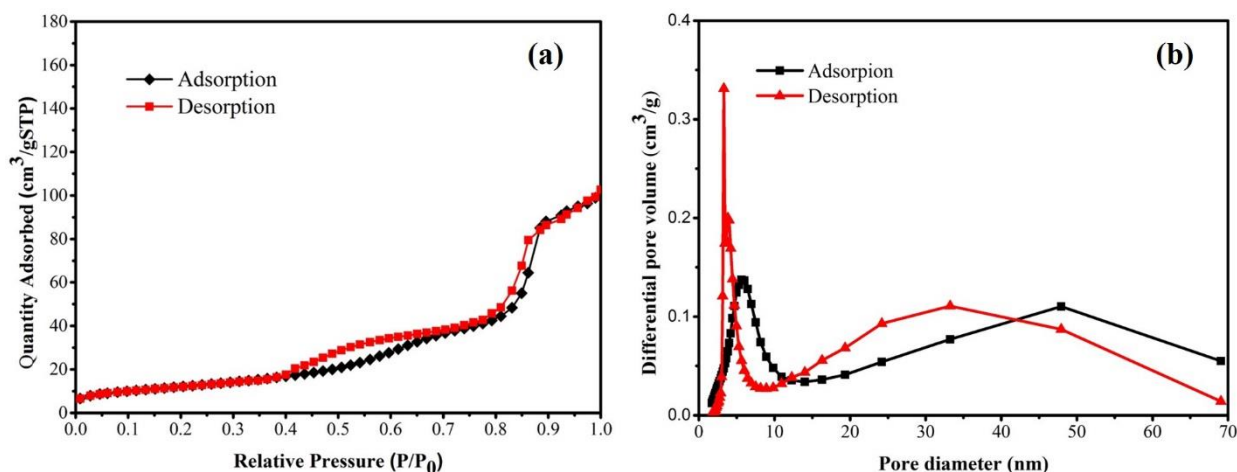 (a)
Adsorption
Desorption
Quantity Adsorbed (cm³/gSTP)
180
160
140
120
100
80
60
40
20
0
0.0 0.1 0.2 0.3 0.4 0.5 0.6 0.7 0.8 0.9 1.0
Relative Pressure (P/P₀)
(b)
Adsorpion
Desorption
Differential pore volume (cm³/g)
0.4
0.3
0.2
0.1
0.0
0 10 20 30 40 50 60 70
Pore diameter (nm)